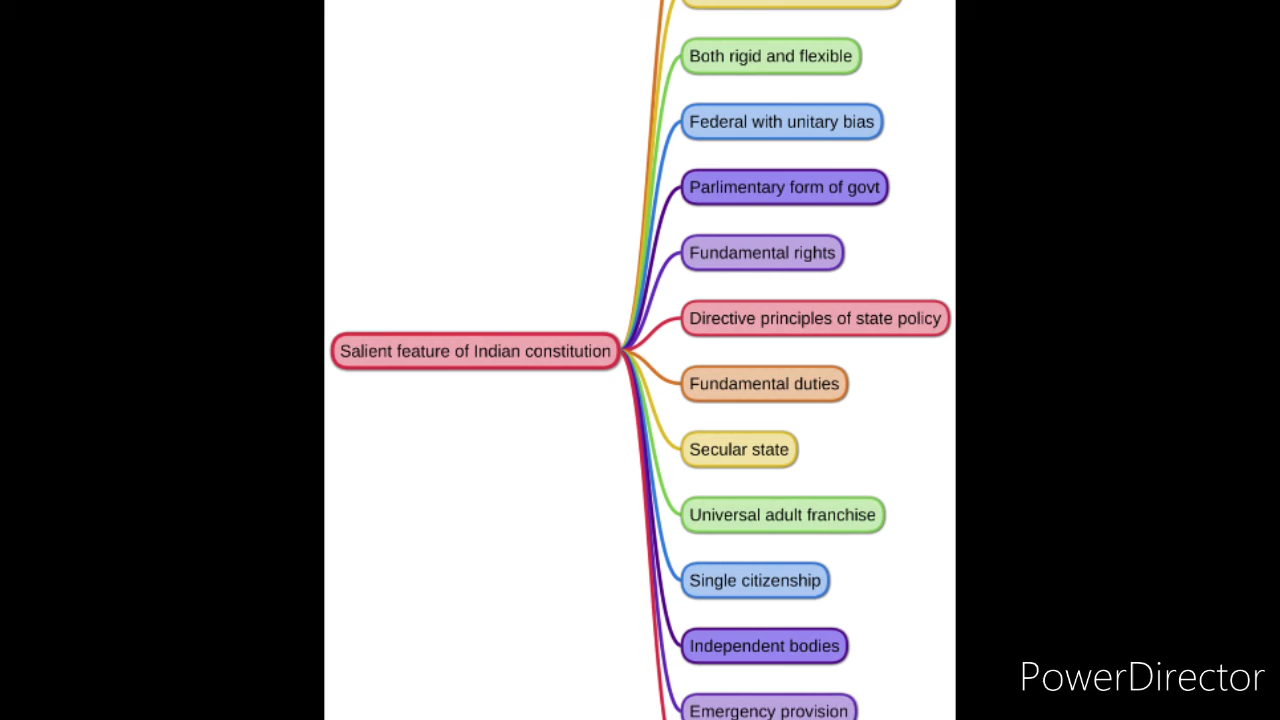 Both rigid and flexible
Federal with unitary bias
Parlimentary form of govt
Fundamental rights
Directive principles of state policy
Salient feature of Indian constitution
Fundamental duties
Secular state
Universal adult franchise
Single citizenship
Independent bodies
Emergency provision
PowerDirector